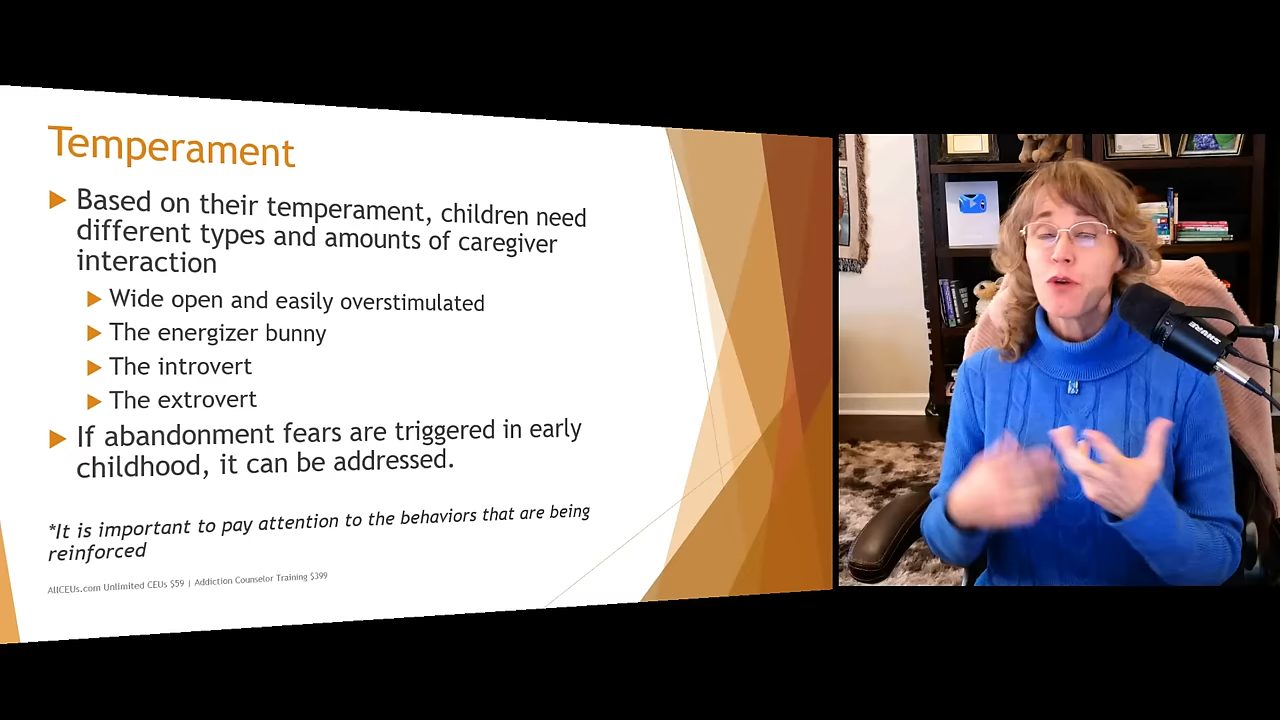 Temperament
Based on their temperament, children need
different types and amounts of caregiver
interaction
Wide open and easily overstimulated
The energizer bunny
The introvert
The extrovert
If abandonment fears are triggered in early
childhood, it can be addressed.
*It is important to pay attention to the behaviors that are being
reinforced
AllCEUs.com Unlimited CEUs $59 | Addiction Counselor Training $399
SHURE